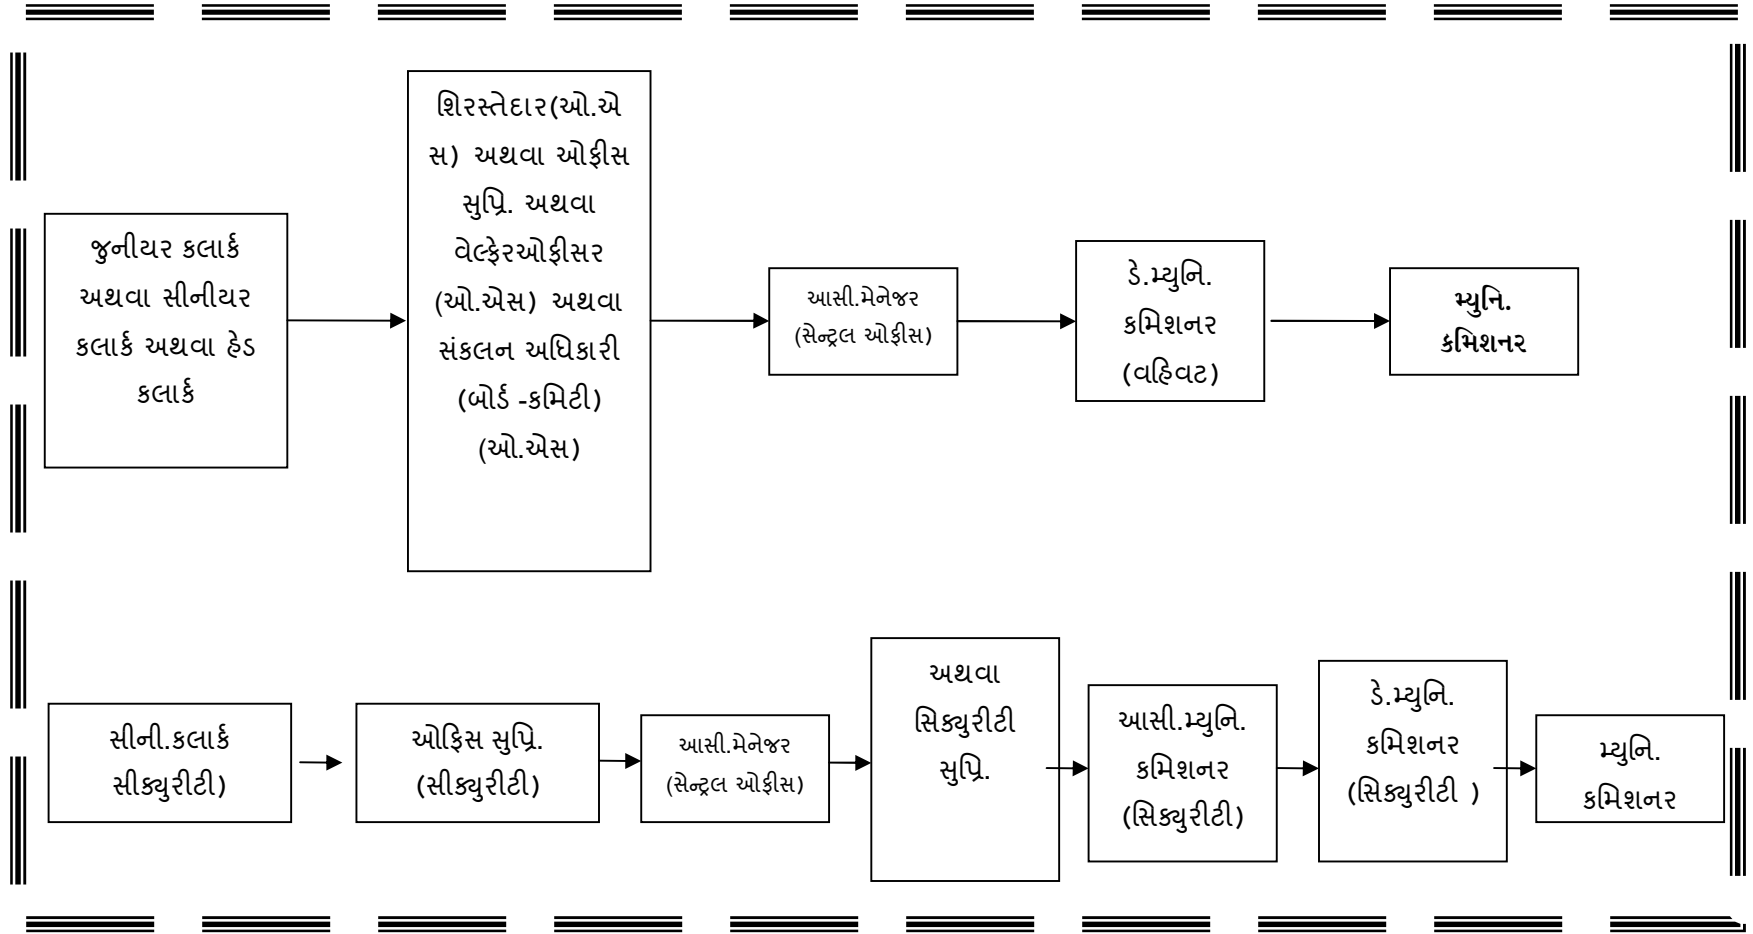 જુનીયર કલાર્ક
અથવા સીનીયર
કલાર્ક અથવા હેડ
કલાર્ક
શિરસ્તેદાર(ઓ.એ
સ) અથવા ઓફીસ
સુપ્રિ. અથવા
વેલ્ફેરઓફીસર
(ઓ.એસ) અથવા
સંકલન અધિકારી
(બોર્ડ -કમિટી)
(ઓ.એસ)
આસી.મેનેજર
(સેન્ટ્રલ ઓફીસ)
ડે.મ્યુનિ.
કમિશનર
(વહિવટ)
મ્યુનિ.
કમિશનર
સીની.કલાર્ક
સીક્યુરીટી)
ઓફિસ સુપ્રિ.
(સીક્યુરીટી)
આસી.મેનેજર
(સેન્ટ્રલ ઓફીસ)
અથવા
સિક્યુરીટી
સુપ્રિ.
આસી.મ્યુનિ.
કમિશનર
(સિક્યુરીટી)
ડે.મ્યુનિ.
કમિશનર
(સિક્યુરીટી )
મ્યુનિ.
કમિશનર